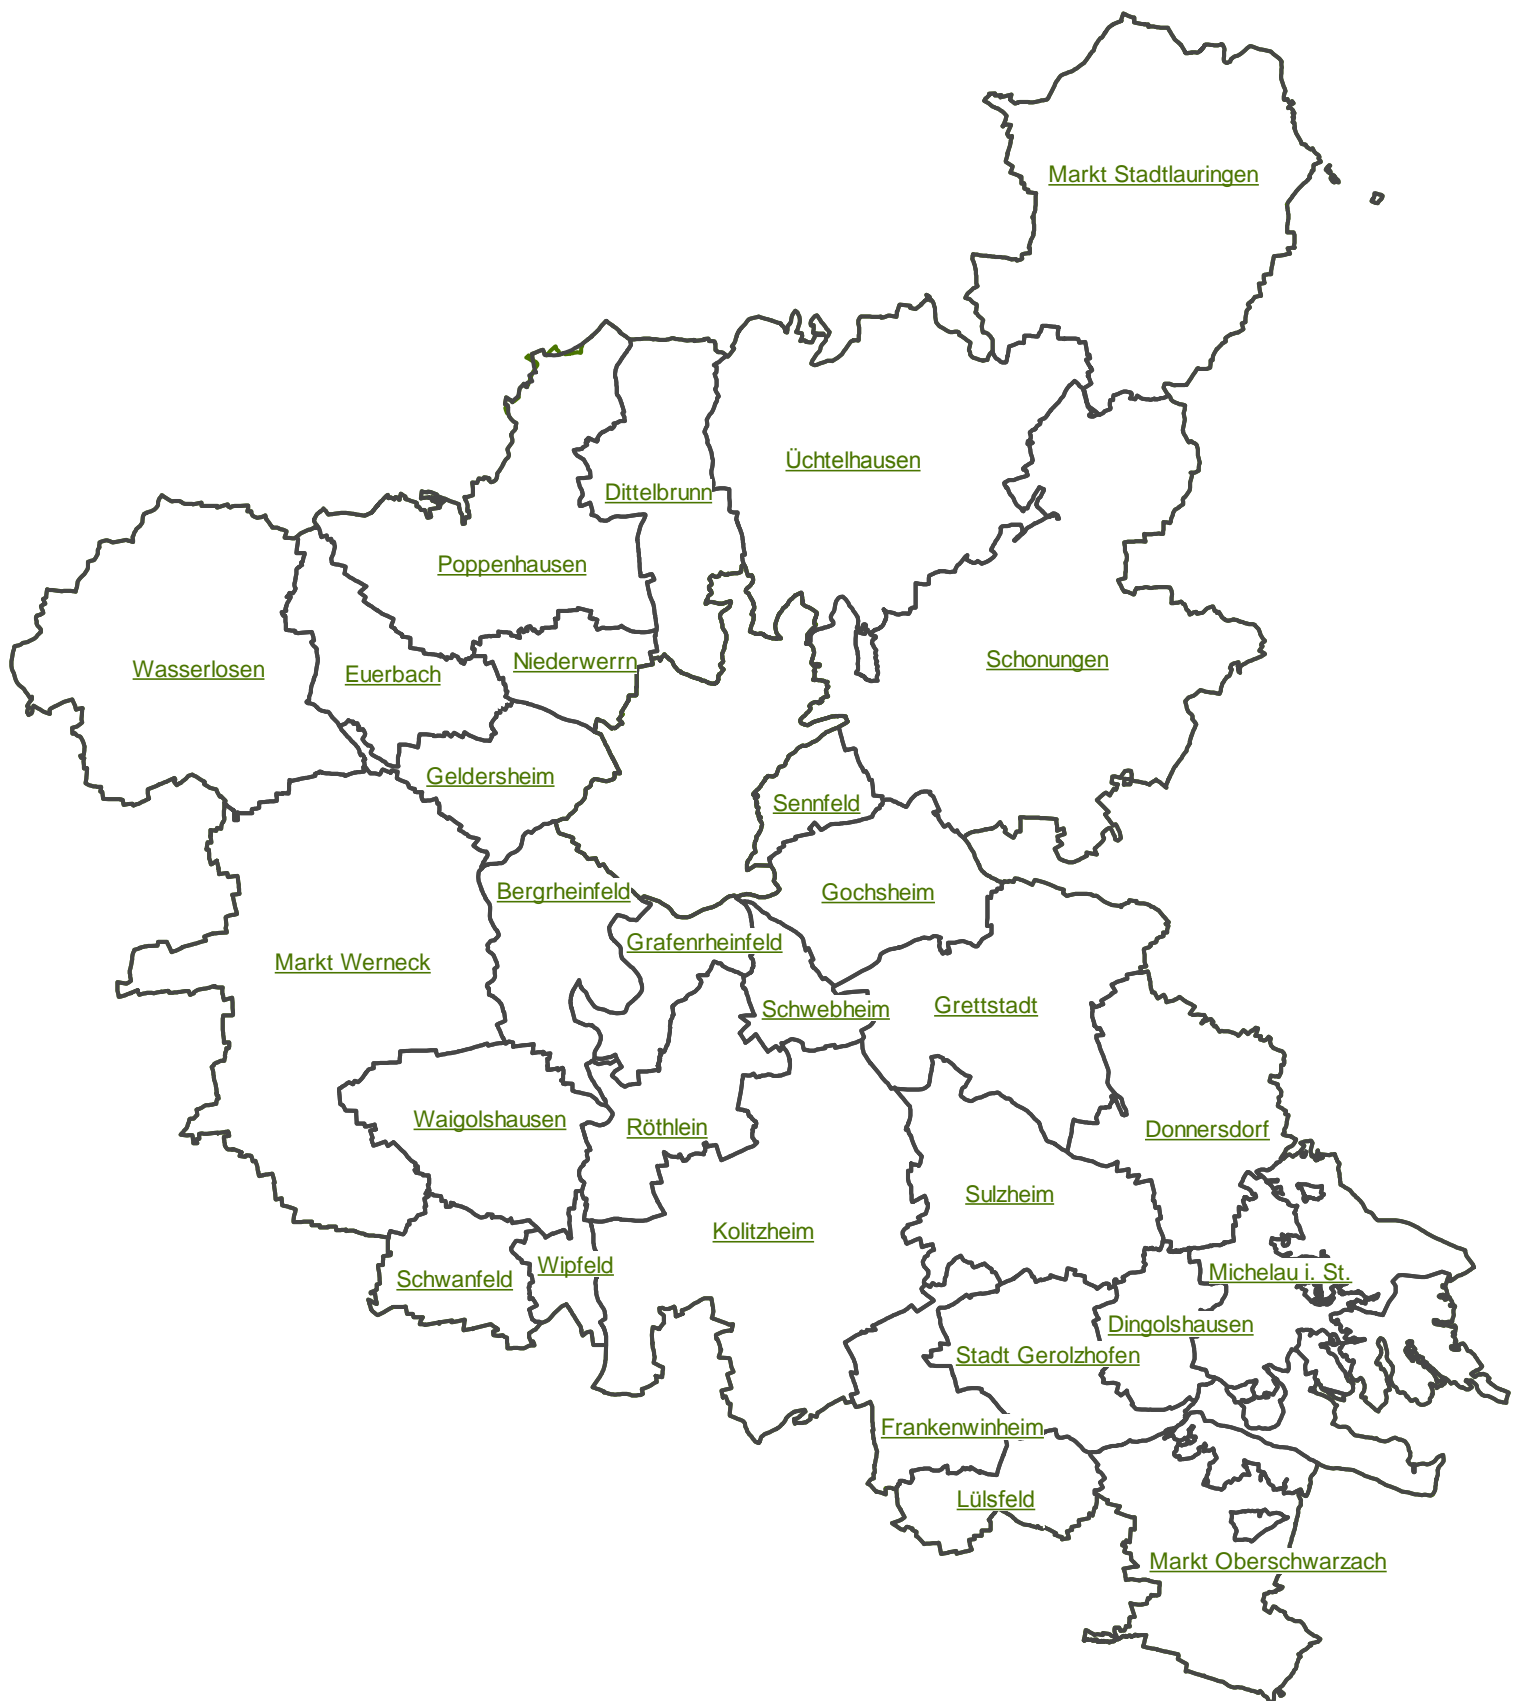 Markt Stadtlauringen
Üchtelhausen
Dittelbrunn
Poppenhausen
Schonungen
Niederwerrn
Wasserlosen
Euerbach
Geldersheim
Sennfeld
Bergrheinfeld
Gochsheim
Grafenrheinfeld
Markt Werneck
Grettstadt
Schwebheim
Waigolshausen
Röthlein
Donnersdorf
Sulzheim
Kolitzheim
Wipfeld
Michelau i. St.
Schwanfeld
Dingolshausen
Stadt Gerolzhofen
Frankenwinheim
Lülsfeld
Markt Oberschwarzach